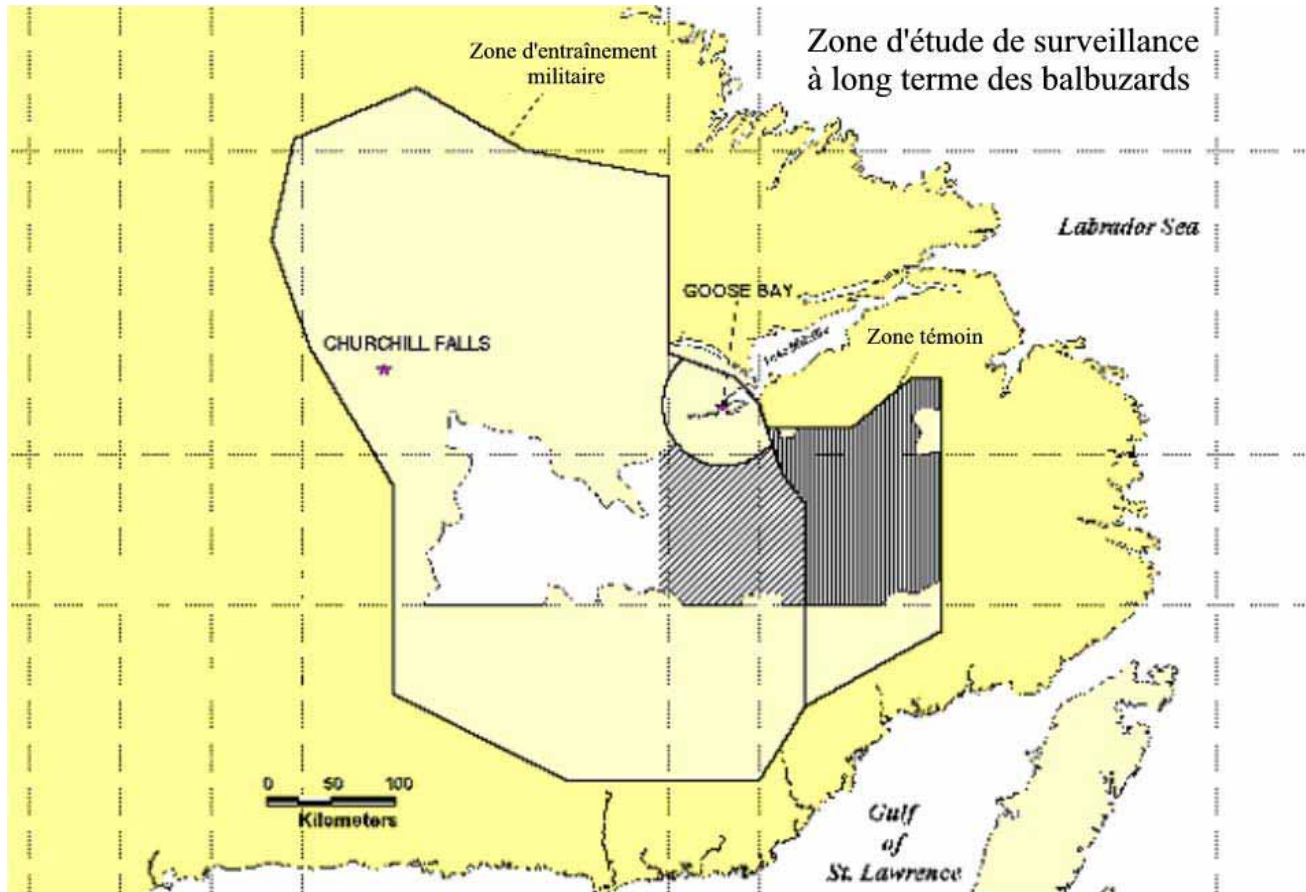 Zone d'étude de surveillance
à long terme des balbuzards
Zone d'entraînement
militaire
Labrador Sea
GOOSE BAY
CHURCHILL FALLS
Zone témoin
0 50 100
Kilometers
Gulf
of
St. Lawrence